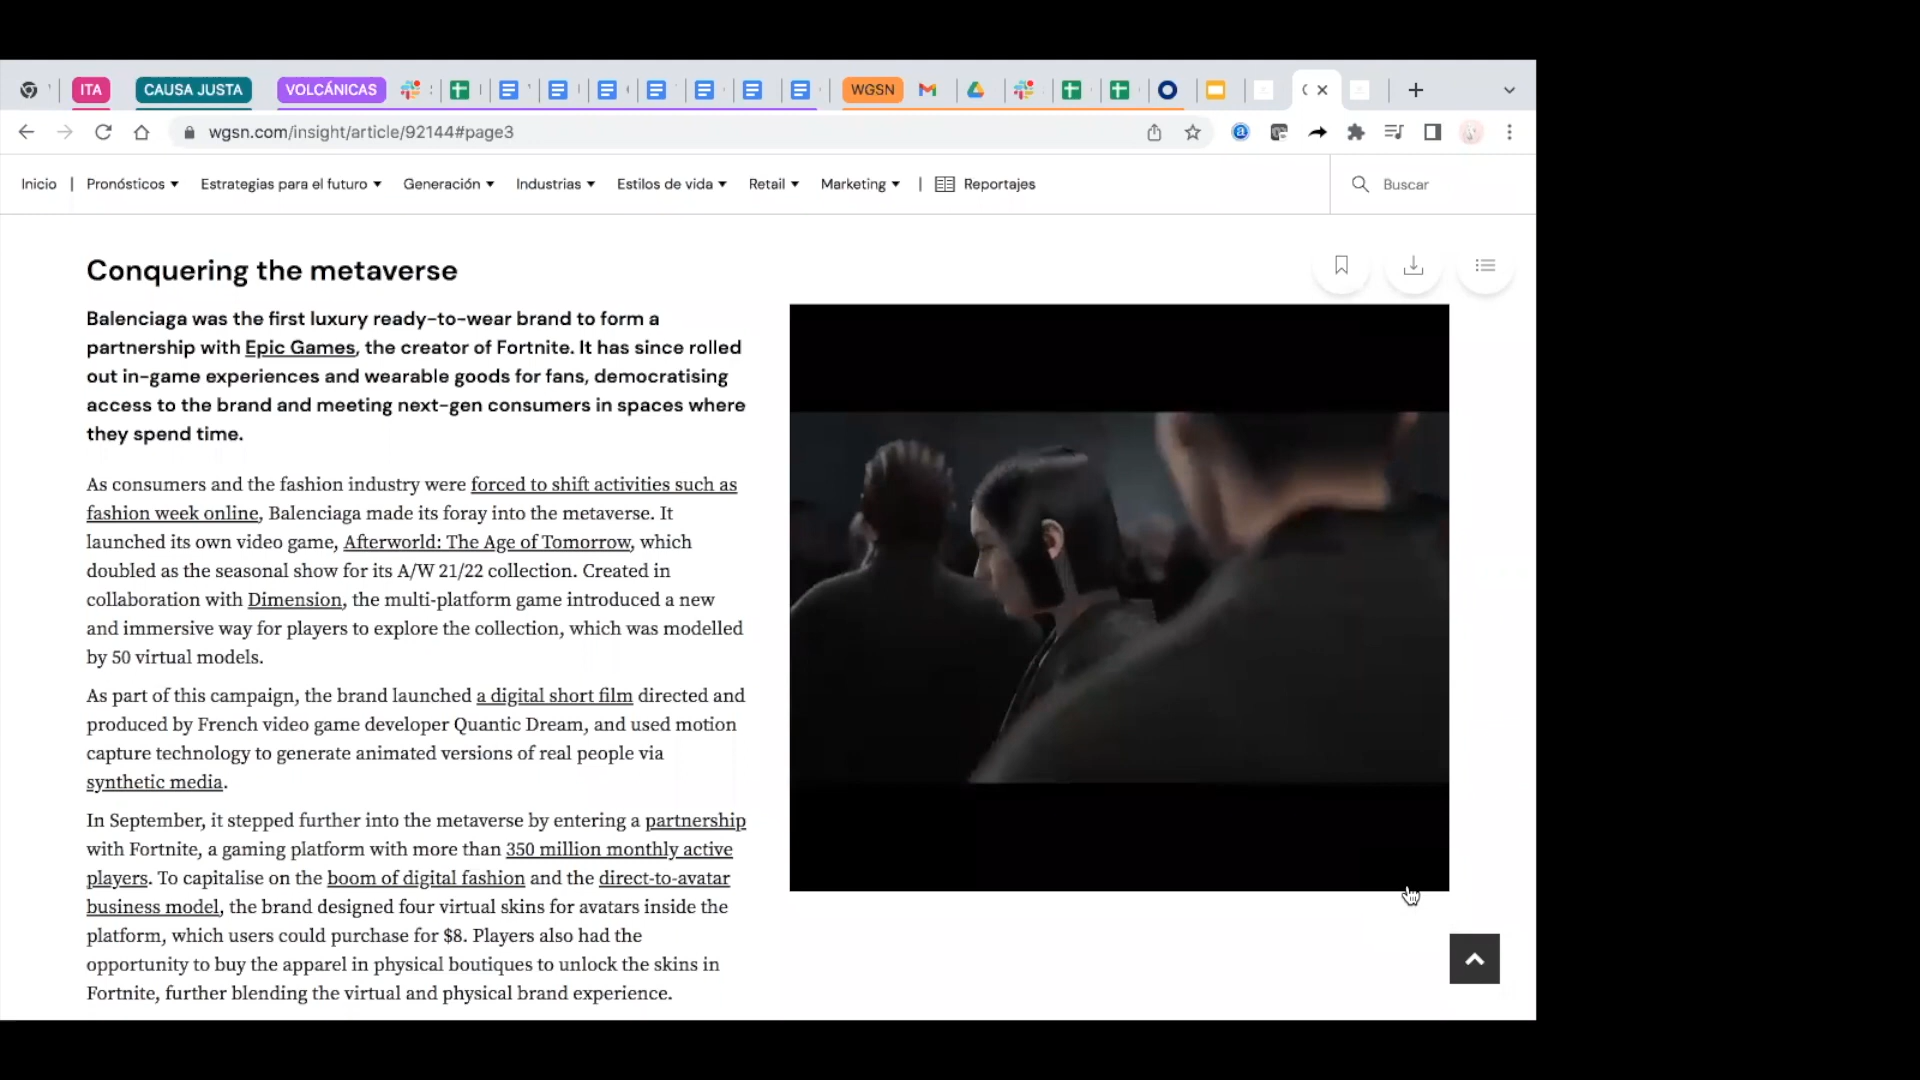 ITA CAUSA JUSTA VOLCÁNICAS WGSN
wgsn.com/insight/article/92144#page3
Inicio | Pronósticos Estrategias para el futuro Generación Industrias Estilos de vida Retail Marketing | Reportajes Buscar
Conquering the metaverse
Balenciaga was the first luxury ready-to-wear brand to form a
partnership with Epic Games, the creator of Fortnite. It has since rolled
out in-game experiences and wearable goods for fans, democratising
access to the brand and meeting next-gen consumers in spaces where
they spend time.
As consumers and the fashion industry were forced to shift activities such as
fashion week online, Balenciaga made its foray into the metaverse. It
launched its own video game, Afterworld: The Age of Tomorrow, which
doubled as the seasonal show for its A/W 21/22 collection. Created in
collaboration with Dimension, the multi-platform game introduced a new
and immersive way for players to explore the collection, which was modelled
by 50 virtual models.
As part of this campaign, the brand launched a digital short film directed and
produced by French video game developer Quantic Dream, and used motion
capture technology to generate animated versions of real people via
synthetic media.
In September, it stepped further into the metaverse by entering a partnership
with Fortnite, a gaming platform with more than 350 million monthly active
players. To capitalise on the boom of digital fashion and the direct-to-avatar
business model, the brand designed four virtual skins for avatars inside the
platform, which users could purchase for $8. Players also had the
opportunity to buy the apparel in physical boutiques to unlock the skins in
Fortnite, further blending the virtual and physical brand experience.